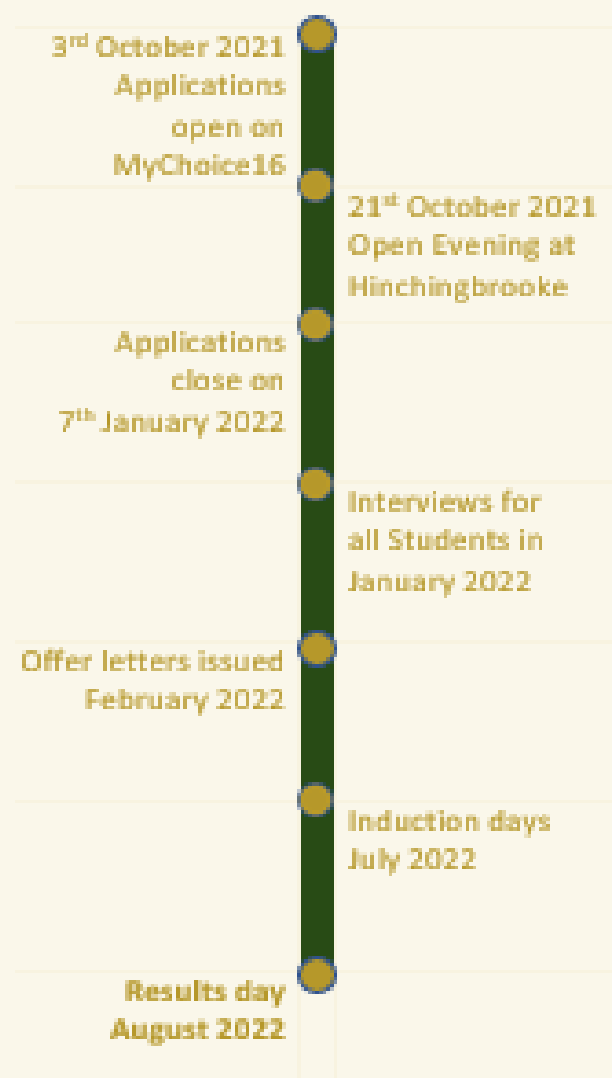 3rd October 2021
Applications
open on
MyChoice16
21st October 2021
Open Evening at
Hinchingbrooke
Applications
close on
7th January 2022
Interviews for
all Students in
January 2022
Offer letters issued
February 2022
Induction days
July 2022
Results day
August 2022